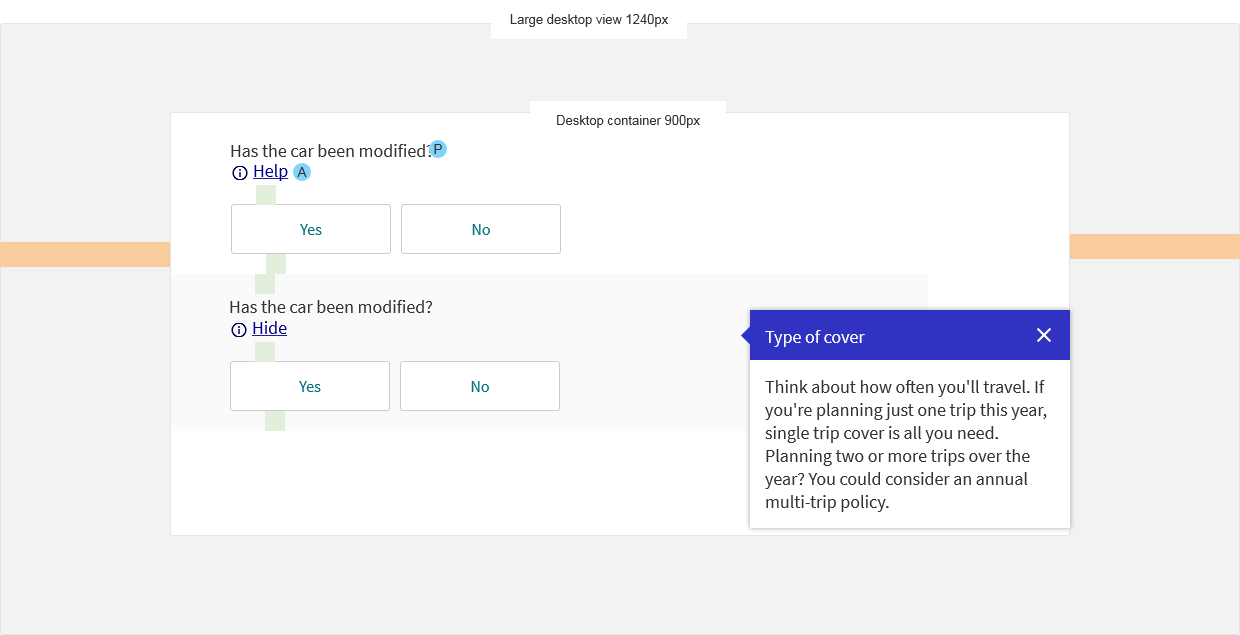 Large desktop view 1240px
Desktop container 900px
Has the car been modified? P
Help A
Yes No
Has the car been modified?
Hide
Yes No
Type of cover
Think about how often you'll travel. If
you're planning just one trip this year,
single trip cover is all you need.
Planning two or more trips over the
year? You could consider an annual
multi-trip policy.